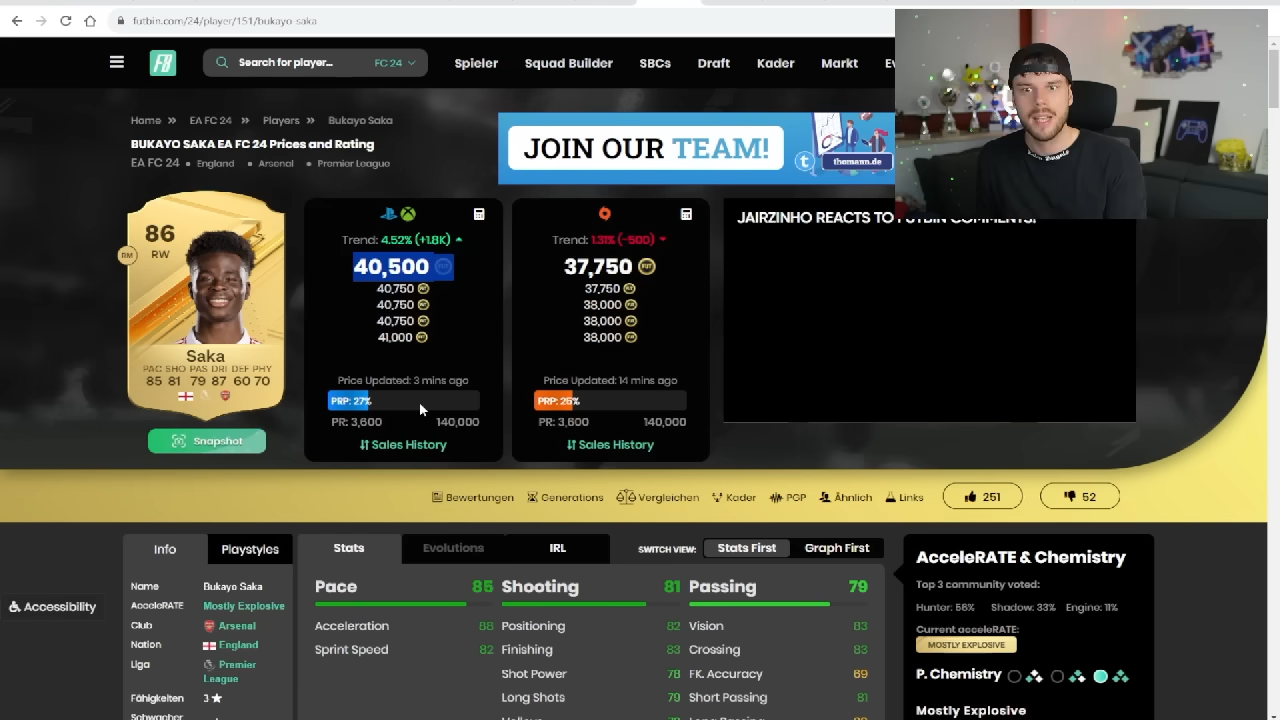 futbin.com/24/player/151/bukayo-saka
FB
Search for player...
FC 24
Spieler
Squad Builder
SBCs
Draft
Kader
Markt
Home » EA FC 24 » Players » Bukayo Saka
BUKAYO SAKA EA FC 24 Prices and Rating
EA FC 24 • England • Arsenal • Premier League
JOIN OUR TEAM!
thomann.de
86
RW
RM
Saka
PAC SHO PAS DRI DEF PHY
85 81 79 87 60 70
Snapshot
Trend: 4.52% (+1.8K)
40,500
40,750
40,750
40,750
41,000
Price Updated: 3 mins ago
PRP: 27%
PR: 3,600 140,000
Sales History
Trend: 1.31% (-500)
37,750
37,750
38,000
38,000
38,000
Price Updated: 14 mins ago
PRP: 25%
PR: 3,600 140,000
Sales History
JAIRZINHO REACTS TO FUTBIN COMMENTS!
Bewertungen
Generations
Vergleichen
Kader
PGP
Ähnlich
Links
251
52
Info
Playstyles
Name Bukayo Saka
AcceleRATE Mostly Explosive
Club Arsenal
Nation England
Liga Premier League
Fähigkeiten 3
Accessibility
Stats
Evolutions
IRL
SWITCH VIEW:
Stats First
Graph First
Pace 85
Acceleration 88
Sprint Speed 82
Shooting 81
Positioning 82
Finishing 83
Shot Power 78
Long Shots 79
Passing 79
Vision 83
Crossing 83
FK. Accuracy 69
Short Passing 81
AcceleRATE & Chemistry
Top 3 community voted:
Hunter: 56% Shadow: 33% Engine: 11%
Current acceleRATE:
MOSTLY EXPLOSIVE
P. Chemistry
Mostly Explosive